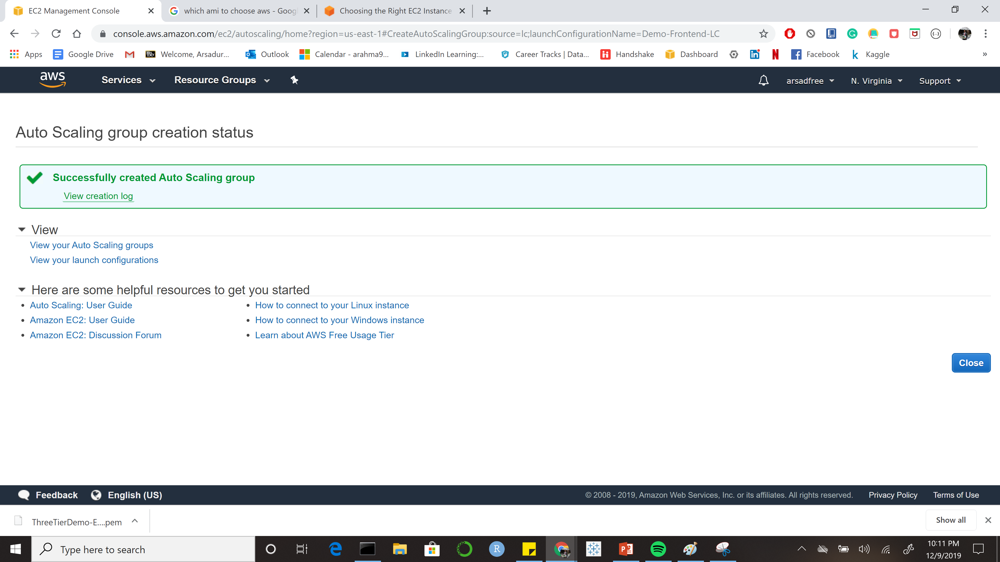 EC2 Management Console
which ami to choose aws - Goog
Choosing the Right EC2 Instance
console.aws.amazon.com/ec2/autoscaling/home?region=us-east-1#CreateAutoScalingGroup:source=lc;launchConfigurationName=Demo-Frontend-LC
Apps Google Drive Bb Welcome, Arsadur... Outlook Calendar - arahma9... LinkedIn Learning:... Career Tracks | Data... Handshake Dashboard Facebook Kaggle »
aws Services Resource Groups arsadfree N. Virginia Support
Auto Scaling group creation status
Successfully created Auto Scaling group
View creation log
View
View your Auto Scaling groups
View your launch configurations
Here are some helpful resources to get you started
• Auto Scaling: User Guide
• Amazon EC2: User Guide
• Amazon EC2: Discussion Forum
• How to connect to your Linux instance
• How to connect to your Windows instance
• Learn about AWS Free Usage Tier
Close
Feedback English (US) © 2008 - 2019, Amazon Web Services, Inc. or its affiliates. All rights reserved. Privacy Policy Terms of Use
ThreeTierDemo-E....pem Show all
Type here to search
10:11 PM
12/9/2019